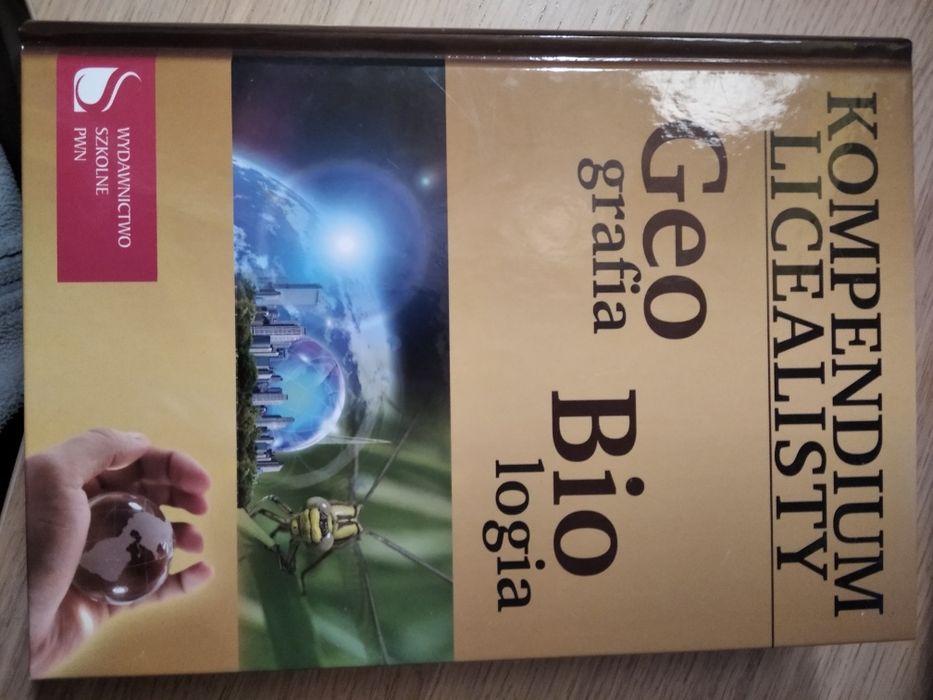 KOMPENDIUM
LICEALISTY
Geo
grafia
Bio
logia
WYDAWNICTWO
SZKOLNE
PWN